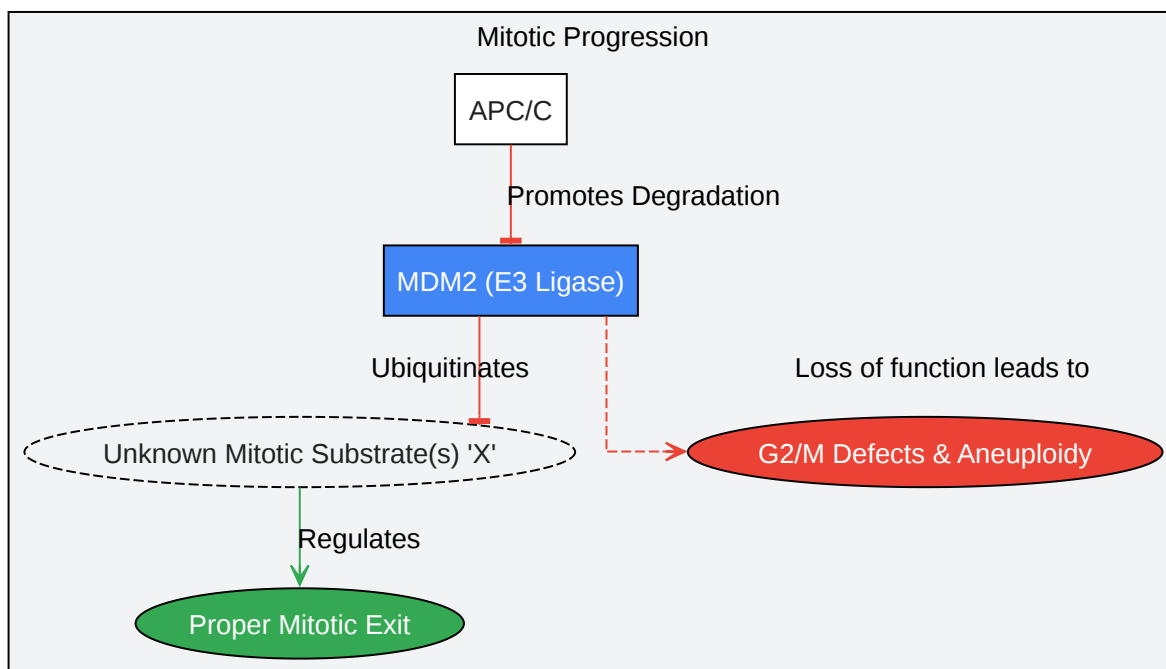 Mitotic Progression
APC/C
Promotes Degradation
MDM2 (E3 Ligase)
Ubiquitinates
Loss of function leads to
Unknown Mitotic Substrate(s) 'X'
G2/M Defects & Aneuploidy
Regulates
Proper Mitotic Exit